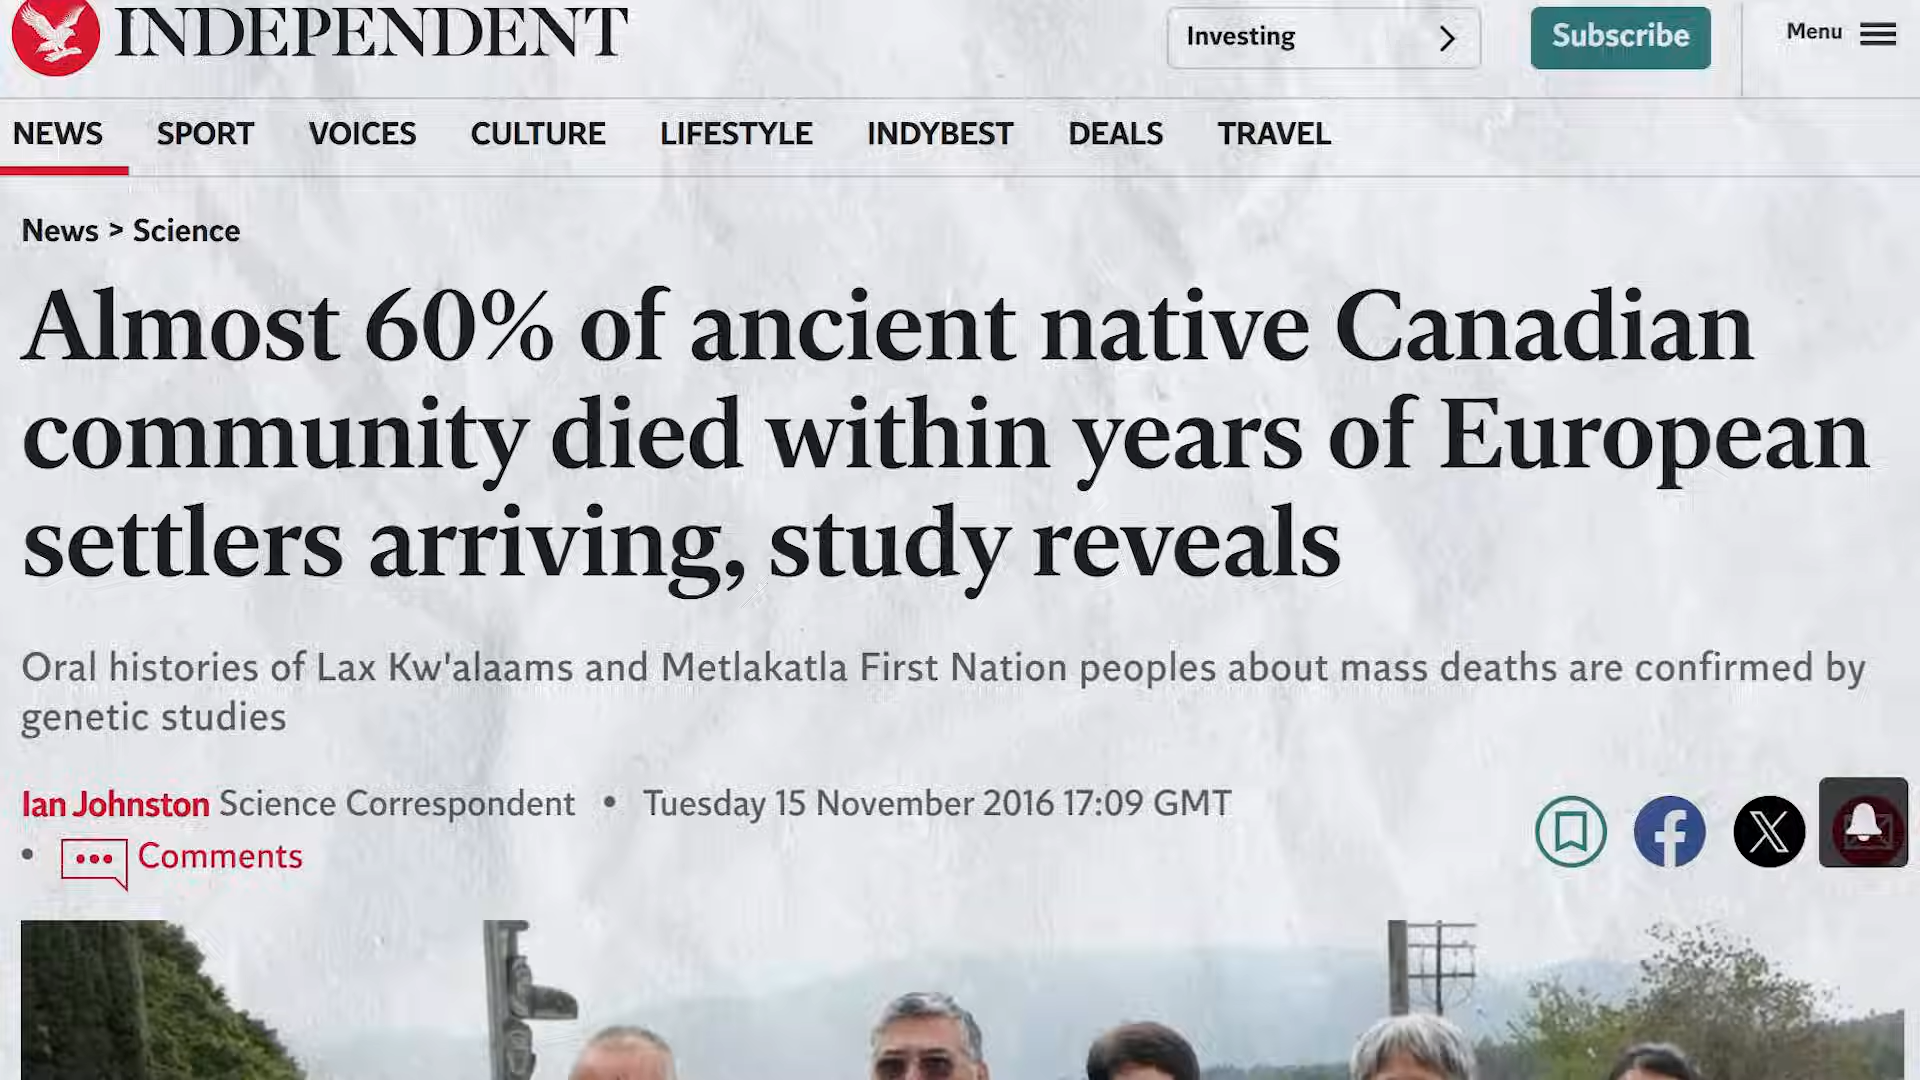 INDEPENDENT
Investing
Subscribe
Menu
NEWS SPORT VOICES CULTURE LIFESTYLE INDYBEST DEALS TRAVEL
News > Science
Almost 60% of ancient native Canadian
community died within years of European
settlers arriving, study reveals
Oral histories of Lax Kw'alaams and Metlakatla First Nation peoples about mass deaths are confirmed by
genetic studies
Ian Johnston Science Correspondent • Tuesday 15 November 2016 17:09 GMT
• Comments